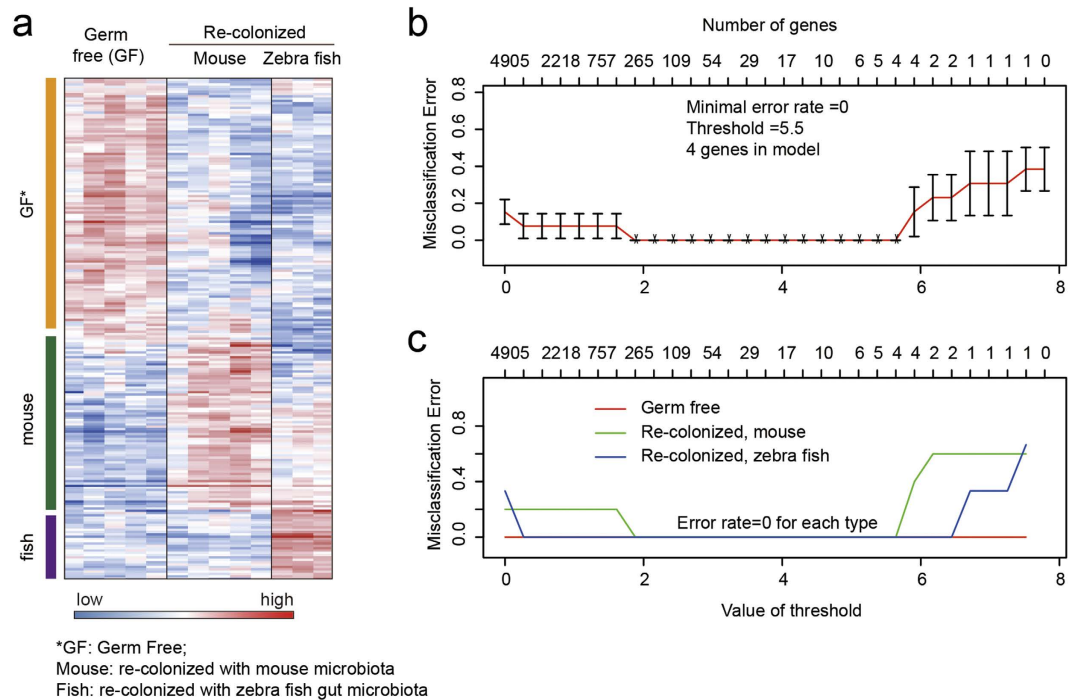 a
Germ
free (GF)
Re-colonized
Mouse
Zebra fish
GF*
mouse
fish
low
high
*GF: Germ Free;
Mouse: re-colonized with mouse microbiota
Fish: re-colonized with zebra fish gut microbiota
b
Number of genes
4905 2218 757 265 109 54 29 17 10 6 5 4 4 2 2 1 1 1 1 0
Misclassification Error
0.8
0.6
0.4
0.2
0.0
Minimal error rate =0
Threshold =5.5
4 genes in model
0 2 4 6 8
c
4905 2218 757 265 109 54 29 17 10 6 5 4 4 2 2 1 1 1 1 0
Misclassification Error
0.8
0.4
0.0
Germ free
Re-colonized, mouse
Re-colonized, zebra fish
Error rate=0 for each type
0 2 4 6 8
Value of threshold